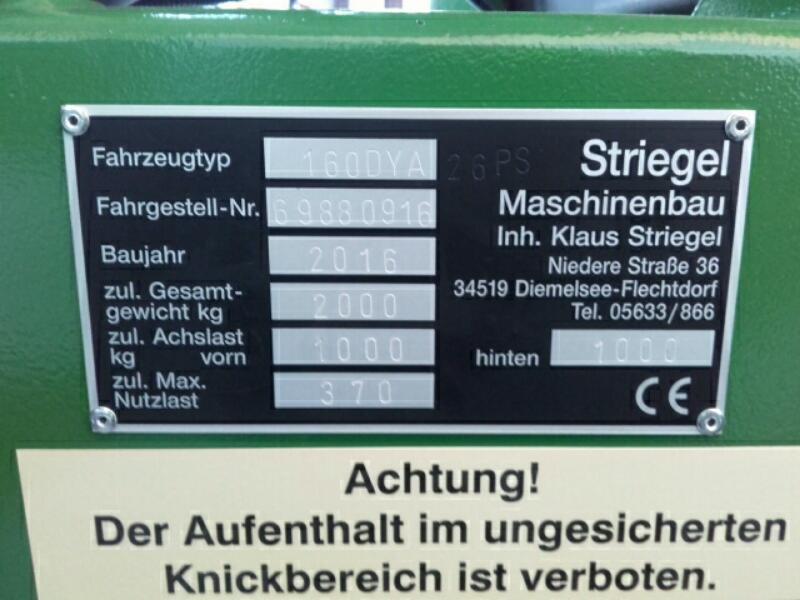 Fahrzeugtyp 160DYA 26PS Striegel
Fahrgestell-Nr. 69880916 Maschinenbau
Inh. Klaus Striegel
Baujahr 2016 Niedere Straße 36
zul. Gesamt-
gewicht kg 2000 34519 Diemelsee-Flechtdorf
Tel. 05633/866
zul. Achslast
kg vorn 1000 hinten 1000
zul. Max.
Nutzlast 370 CE
Achtung!
Der Aufenthalt im ungesicherten
Knickbereich ist verboten.